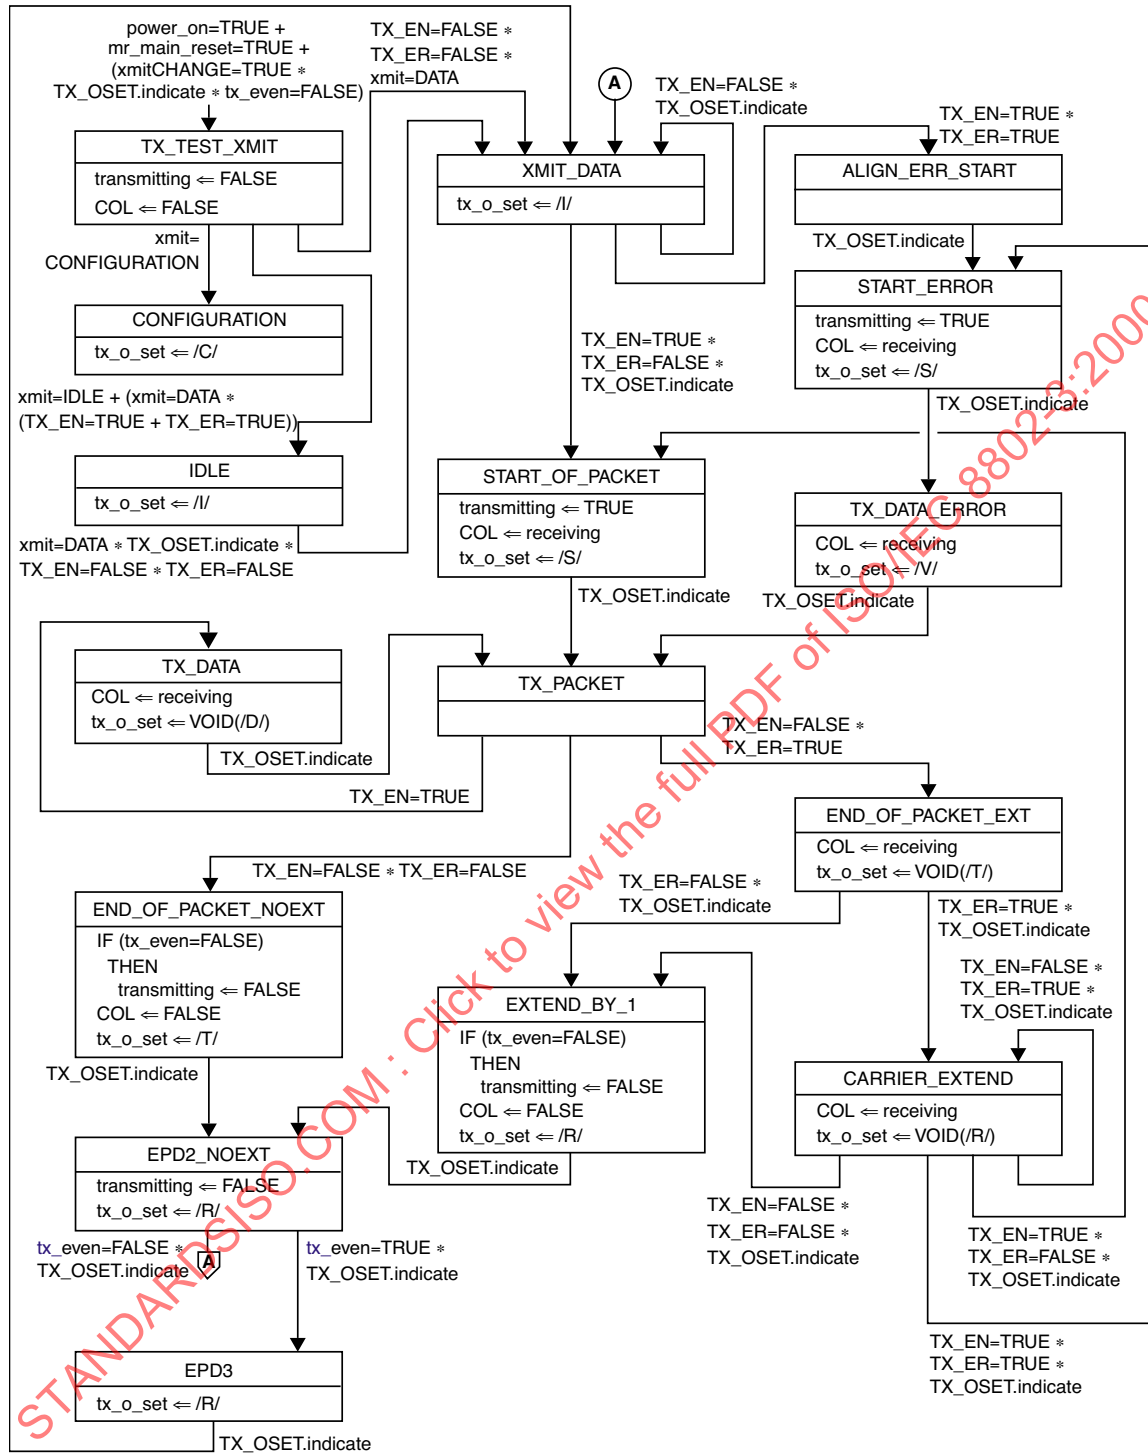 power_on=TRUE +
mr_main_reset=TRUE +
(xmitCHANGE=TRUE *
TX_OSET.indicate * tx_even=FALSE)
TX_TEST_XMIT
transmitting ⇐ FALSE
COL ⇐ FALSE
xmit=
CONFIGURATION
CONFIGURATION
tx_o_set ⇐ /C/
xmit=IDLE + (xmit=DATA *
(TX_EN=TRUE + TX_ER=TRUE))
IDLE
tx_o_set ⇐ /I/
xmit=DATA * TX_OSET.indicate *
TX_EN=FALSE * TX_ER=FALSE
TX_EN=FALSE *
TX_ER=FALSE *
xmit=DATA
A
TX_EN=FALSE *
TX_OSET.indicate
XMIT_DATA
tx_o_set ⇐ /I/
TX_EN=TRUE *
TX_ER=TRUE
ALIGN_ERR_START
TX_OSET.indicate
START_ERROR
transmitting ⇐ TRUE
COL ⇐ receiving
tx_o_set ⇐ /S/
TX_OSET.indicate
TX_EN=TRUE *
TX_ER=FALSE *
TX_OSET.indicate
START_OF_PACKET
transmitting ⇐ TRUE
COL ⇐ receiving
tx_o_set ⇐ /S/
TX_OSET.indicate
TX_DATA_ERROR
COL ⇐ receiving
tx_o_set ⇐ /V/
TX_OSET.indicate
TX_DATA
COL ⇐ receiving
tx_o_set ⇐ VOID(/D/)
TX_OSET.indicate
TX_PACKET
TX_EN=TRUE
TX_EN=FALSE *
TX_ER=TRUE
END_OF_PACKET_EXT
COL ⇐ receiving
tx_o_set ⇐ VOID(/T/)
TX_EN=FALSE * TX_ER=FALSE
TX_ER=FALSE *
TX_OSET.indicate
TX_ER=TRUE *
TX_OSET.indicate
END_OF_PACKET_NOEXT
IF (tx_even=FALSE)
THEN
transmitting ⇐ FALSE
COL ⇐ FALSE
tx_o_set ⇐ /T/
TX_OSET.indicate
EXTEND_BY_1
IF (tx_even=FALSE)
THEN
transmitting ⇐ FALSE
COL ⇐ FALSE
tx_o_set ⇐ /R/
TX_OSET.indicate
TX_EN=FALSE *
TX_ER=TRUE *
TX_OSET.indicate
CARRIER_EXTEND
COL ⇐ receiving
tx_o_set ⇐ VOID(/R/)
EPD2_NOEXT
transmitting ⇐ FALSE
tx_o_set ⇐ /R/
tx_even=FALSE *
TX_OSET.indicate
A
tx_even=TRUE *
TX_OSET.indicate
TX_EN=FALSE *
TX_ER=FALSE *
TX_OSET.indicate
TX_EN=TRUE *
TX_ER=FALSE *
TX_OSET.indicate
TX_EN=TRUE *
TX_ER=TRUE *
TX_OSET.indicate
EPD3
tx_o_set ⇐ /R/
TX_OSET.indicate
STANDARDSISO.COM : Click to view the full PDF of ISO/IEC 8802-3:2000